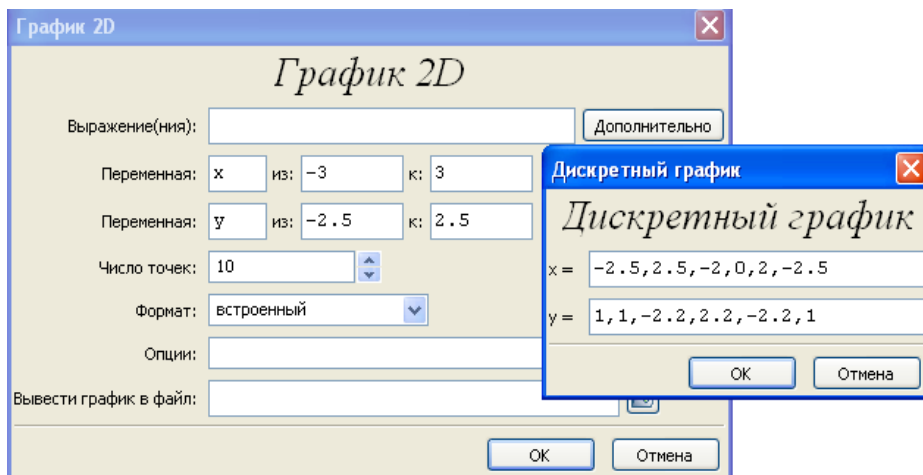 График 2D
График 2D
Выражение(ния): Дополнительно
Переменная: x из: -3 к: 3
Переменная: y из: -2.5 к: 2.5
Число точек: 10
Формат: встроенный
Опции:
Вывести график в файл:
OK Отмена
Дискретный график
Дискретный график
x = -2.5,2.5,-2,0,2,-2.5
y = 1,1,-2.2,2.2,-2.2,1
OK Отмена